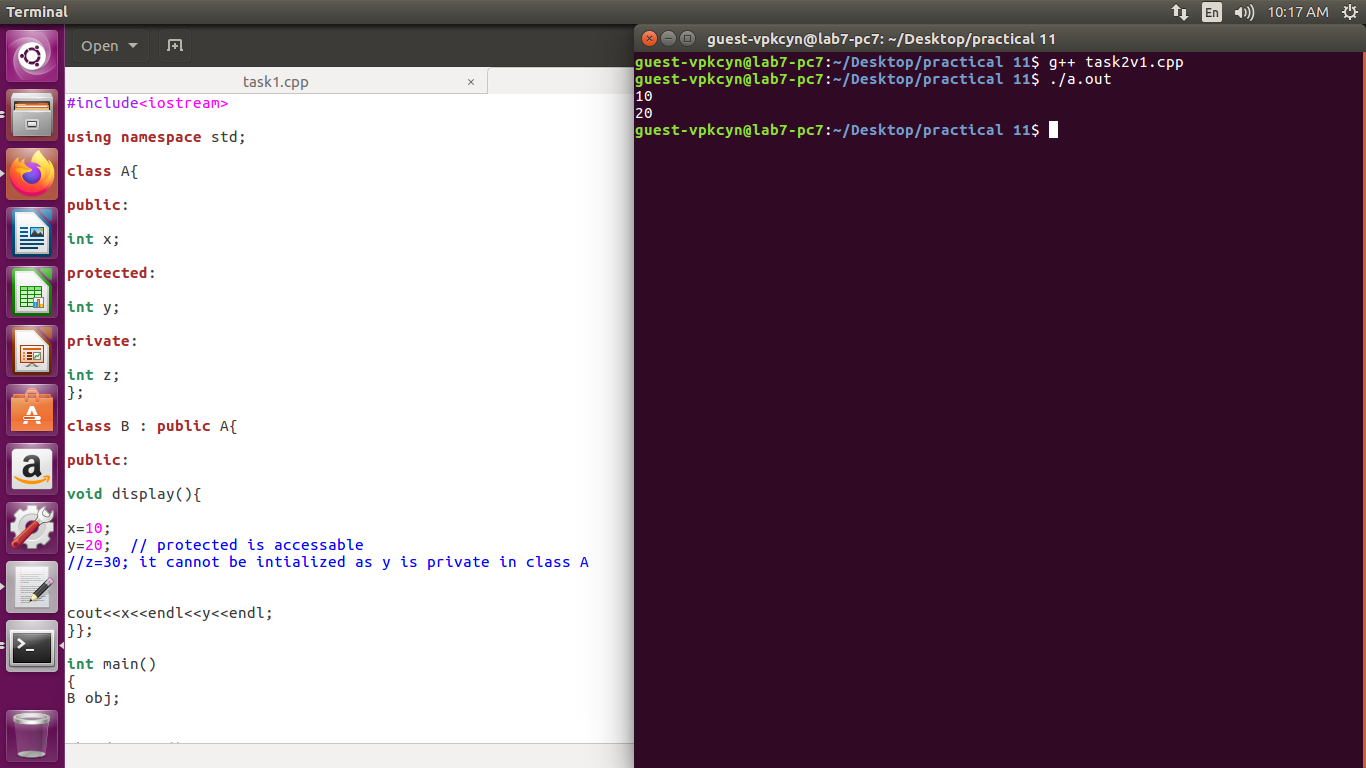 Terminal
En
10:17 AM
Open
task1.cpp ×
#include<iostream>
using namespace std;
class A{
public:
int x;
protected:
int y;
private:
int z;
};
class B : public A{
public:
void display(){
x=10;
y=20;  // protected is accessable
//z=30; it cannot be intialized as y is private in class A
cout<<x<<endl<<y<<endl;
}};
int main()
{
B obj;
guest-vpkcyn@lab7-pc7: ~/Desktop/practical 11
guest-vpkcyn@lab7-pc7:~/Desktop/practical 11$ g++ task2v1.cpp
guest-vpkcyn@lab7-pc7:~/Desktop/practical 11$ ./a.out
10
20
guest-vpkcyn@lab7-pc7:~/Desktop/practical 11$